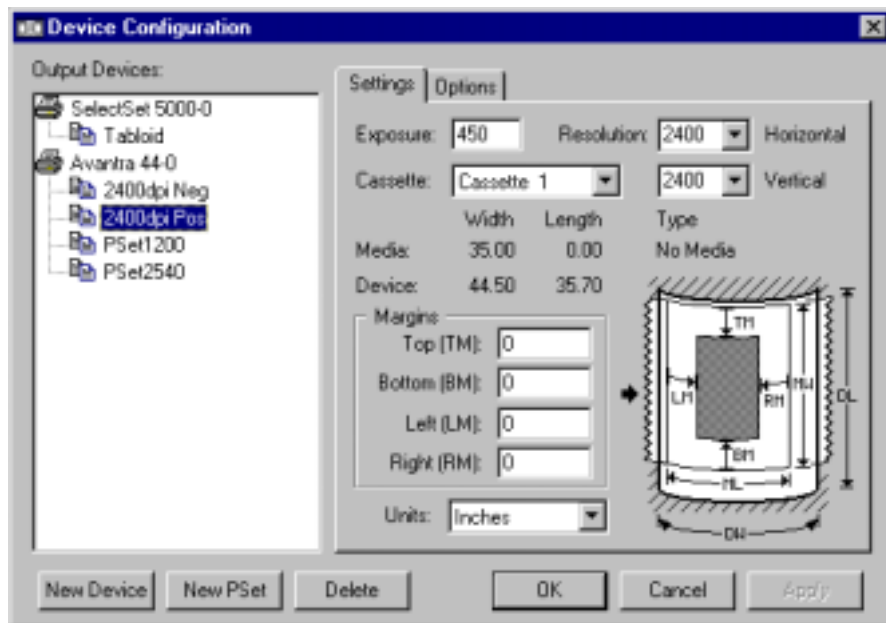 Device Configuration
Output Devices:
SelectSet 5000-0
Tabloid
Avantra 44-0
2400dpi Neg
2400dpi Pos
PSet1200
PSet2540
Settings Options
Exposure: 450 Resolution: 2400 Horizontal
Cassette: Cassette 1 2400 Vertical
Width Length Type
Media: 35.00 0.00 No Media
Device: 44.50 35.70
Margins
Top (TM): 0
Bottom (BM): 0
Left (LM): 0
Right (RM): 0
Units: Inches
TM
LM RM MW DL
BM
ML
DW
New Device New PSet Delete OK Cancel Apply